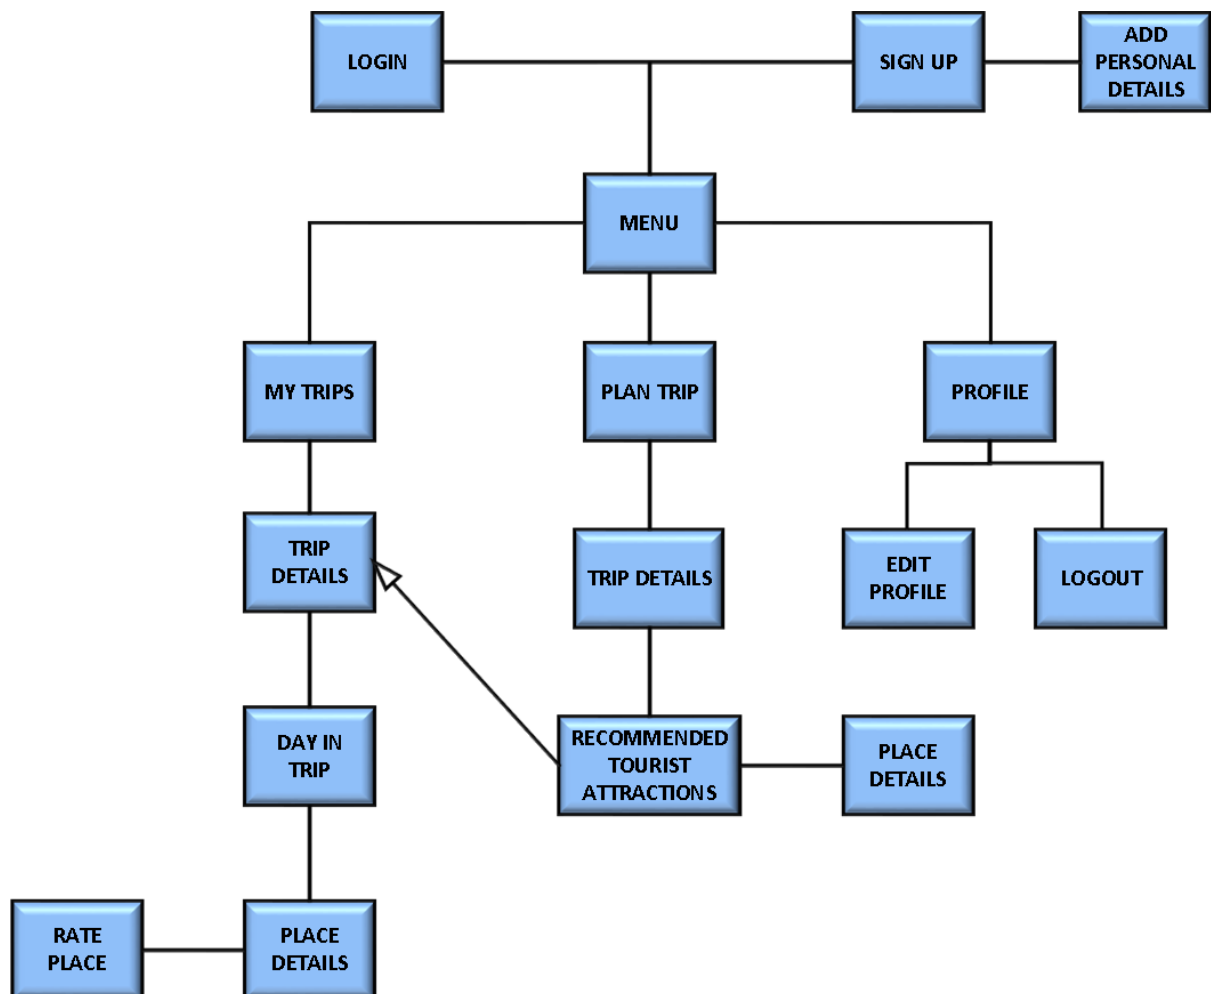 LOGIN
SIGN UP
ADD
PERSONAL
DETAILS
MENU
MY TRIPS
PLAN TRIP
PROFILE
TRIP
DETAILS
TRIP DETAILS
EDIT
PROFILE
LOGOUT
DAY IN
TRIP
RECOMMENDED
TOURIST
ATTRACTIONS
PLACE
DETAILS
RATE
PLACE
PLACE
DETAILS